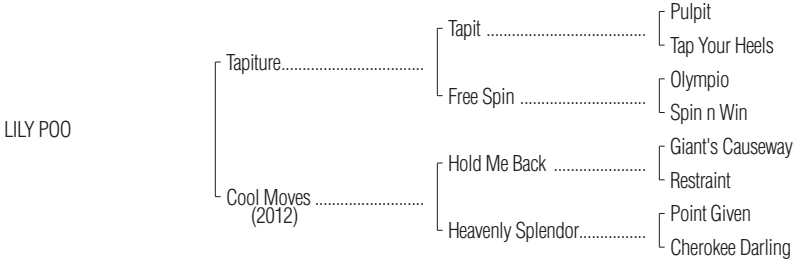 Pulpit
Tapit ......................................
Tap Your Heels
Tapiture..................................
Olympio
Free Spin ..............................
Spin n Win
LILY POO
Giant's Causeway
Hold Me Back ......................
Restraint
Cool Moves ..........................
(2012)
Point Given
Heavenly Splendor................
Cherokee Darling